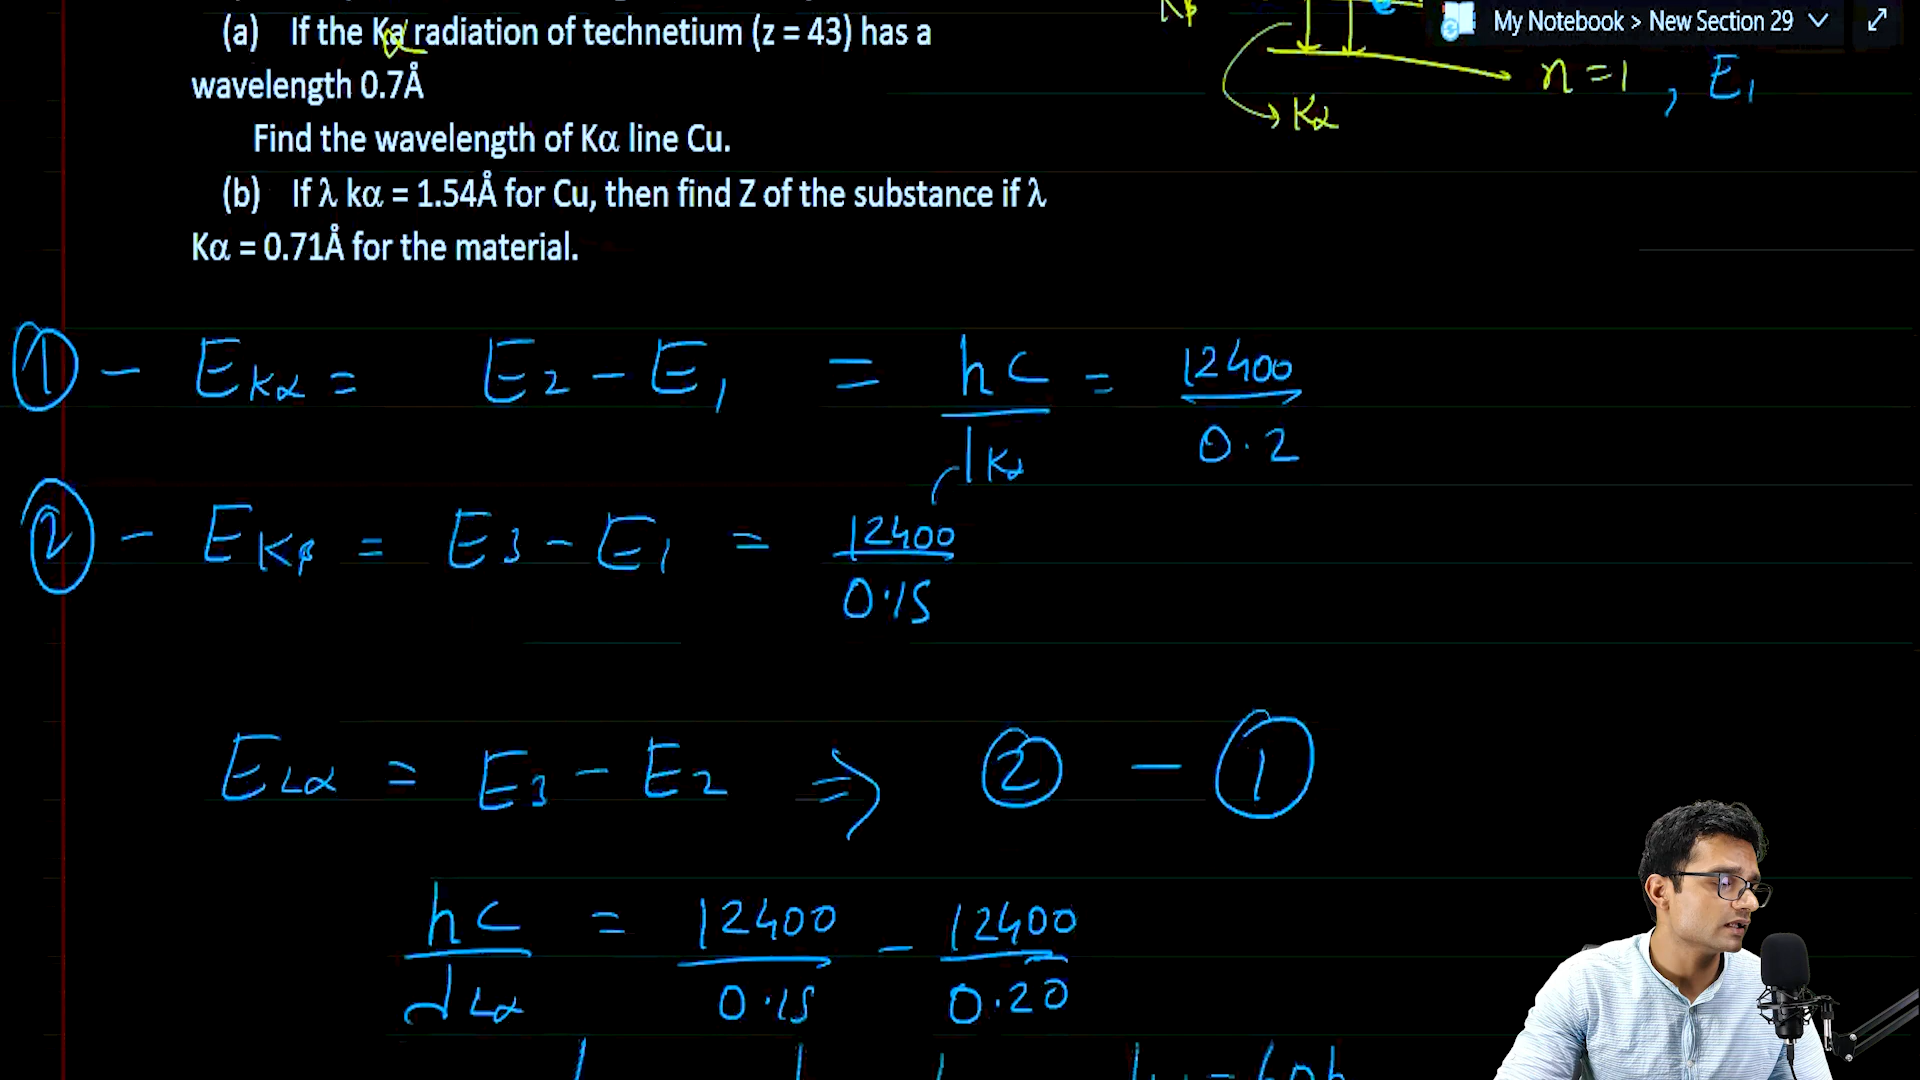 My Notebook > New Section 29
(a) If the Kα radiation of technetium (z = 43) has a
wavelength 0.7Å
Find the wavelength of Kα line Cu.
(b) If λ kα = 1.54Å for Cu, then find Z of the substance if λ
Kα = 0.71Å for the material.
Kβ
n = 1 , E1
Kα
① - EKα = E2 - E1 = hc/λKα = 12400/0.2
② - EKβ = E3 - E1 = 12400/0.15
ELα = E3 - E2 ⇒ ② - ①
hc/λLα = 12400/0.15 - 12400/0.20